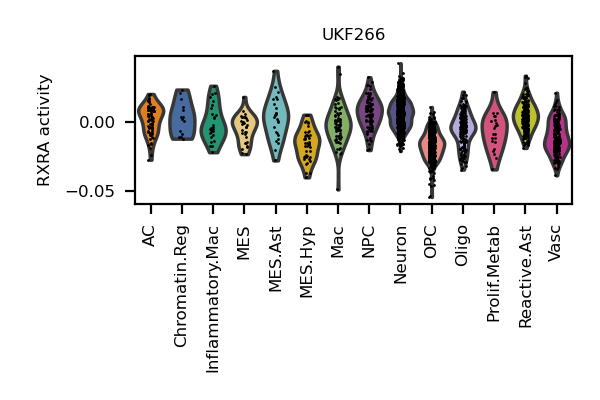 UKF266
RXRA activity
0.00
−0.05
AC
Chromatin.Reg
Inflammatory.Mac
MES
MES.Ast
MES.Hyp
Mac
NPC
Neuron
OPC
Oligo
Prolif.Metab
Reactive.Ast
Vasc